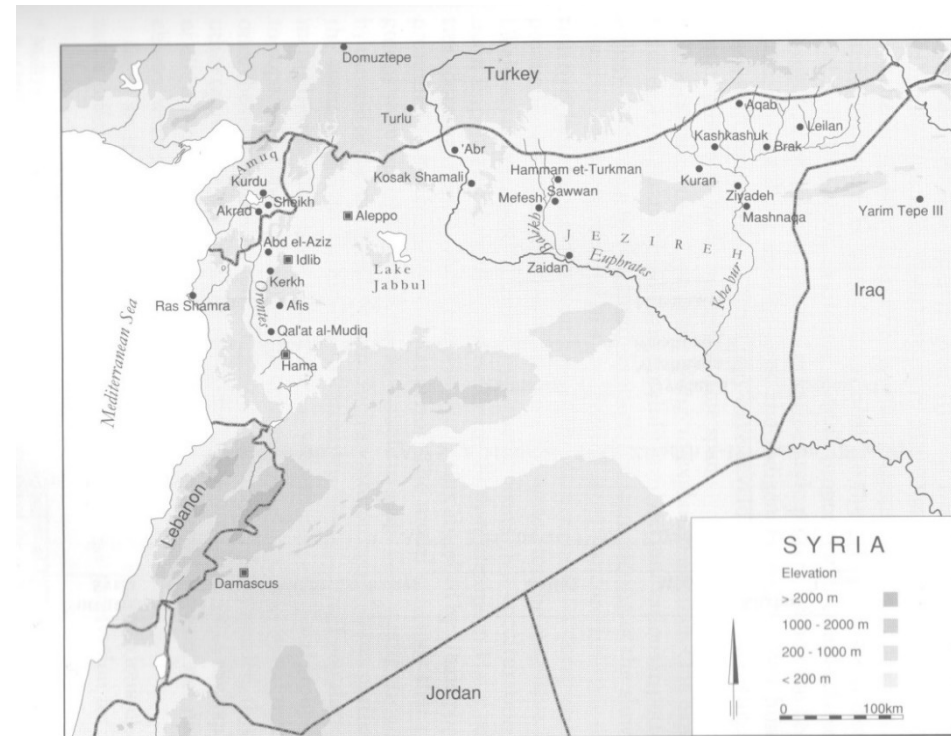 Domuztepe
Turkey
Turlu
Aqab
Leilan
Kashkashuk
Brak
'Abr
Amuq
Hammam et-Turkman
Kosak Shamali
Kuran
Kurdu
Sawwan
Ziyadeh
Sheikh
Mefesh
Akrad
Aleppo
Mashnaqa
Yarim Tepe III
Balikh
JEZIREH
Abd el-Aziz
Idlib
Zaidan
Euphrates
Lake
Jabbul
Kerkh
Khabur
Iraq
Ras Shamra
Orontes
Afis
Qal'at al-Mudiq
Mediterranean Sea
Hama
Lebanon
Damascus
Jordan
SYRIA
Elevation
> 2000 m
1000 - 2000 m
200 - 1000 m
< 200 m
0 100km